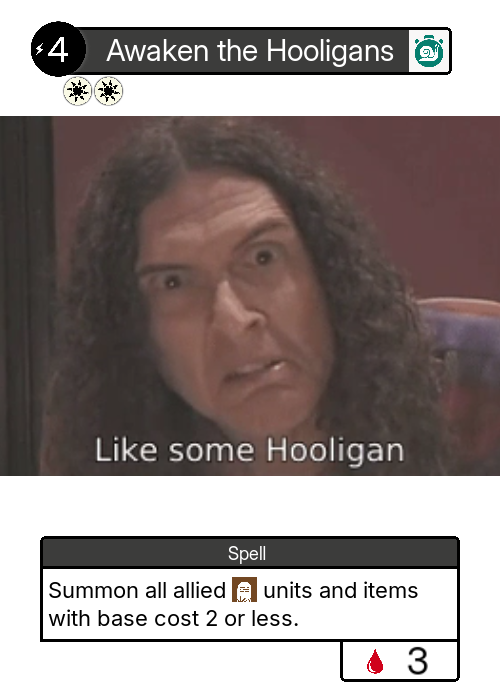 4 Awaken the Hooligans
Like some Hooligan
Spell
Summon all allied units and items
with base cost 2 or less.
3